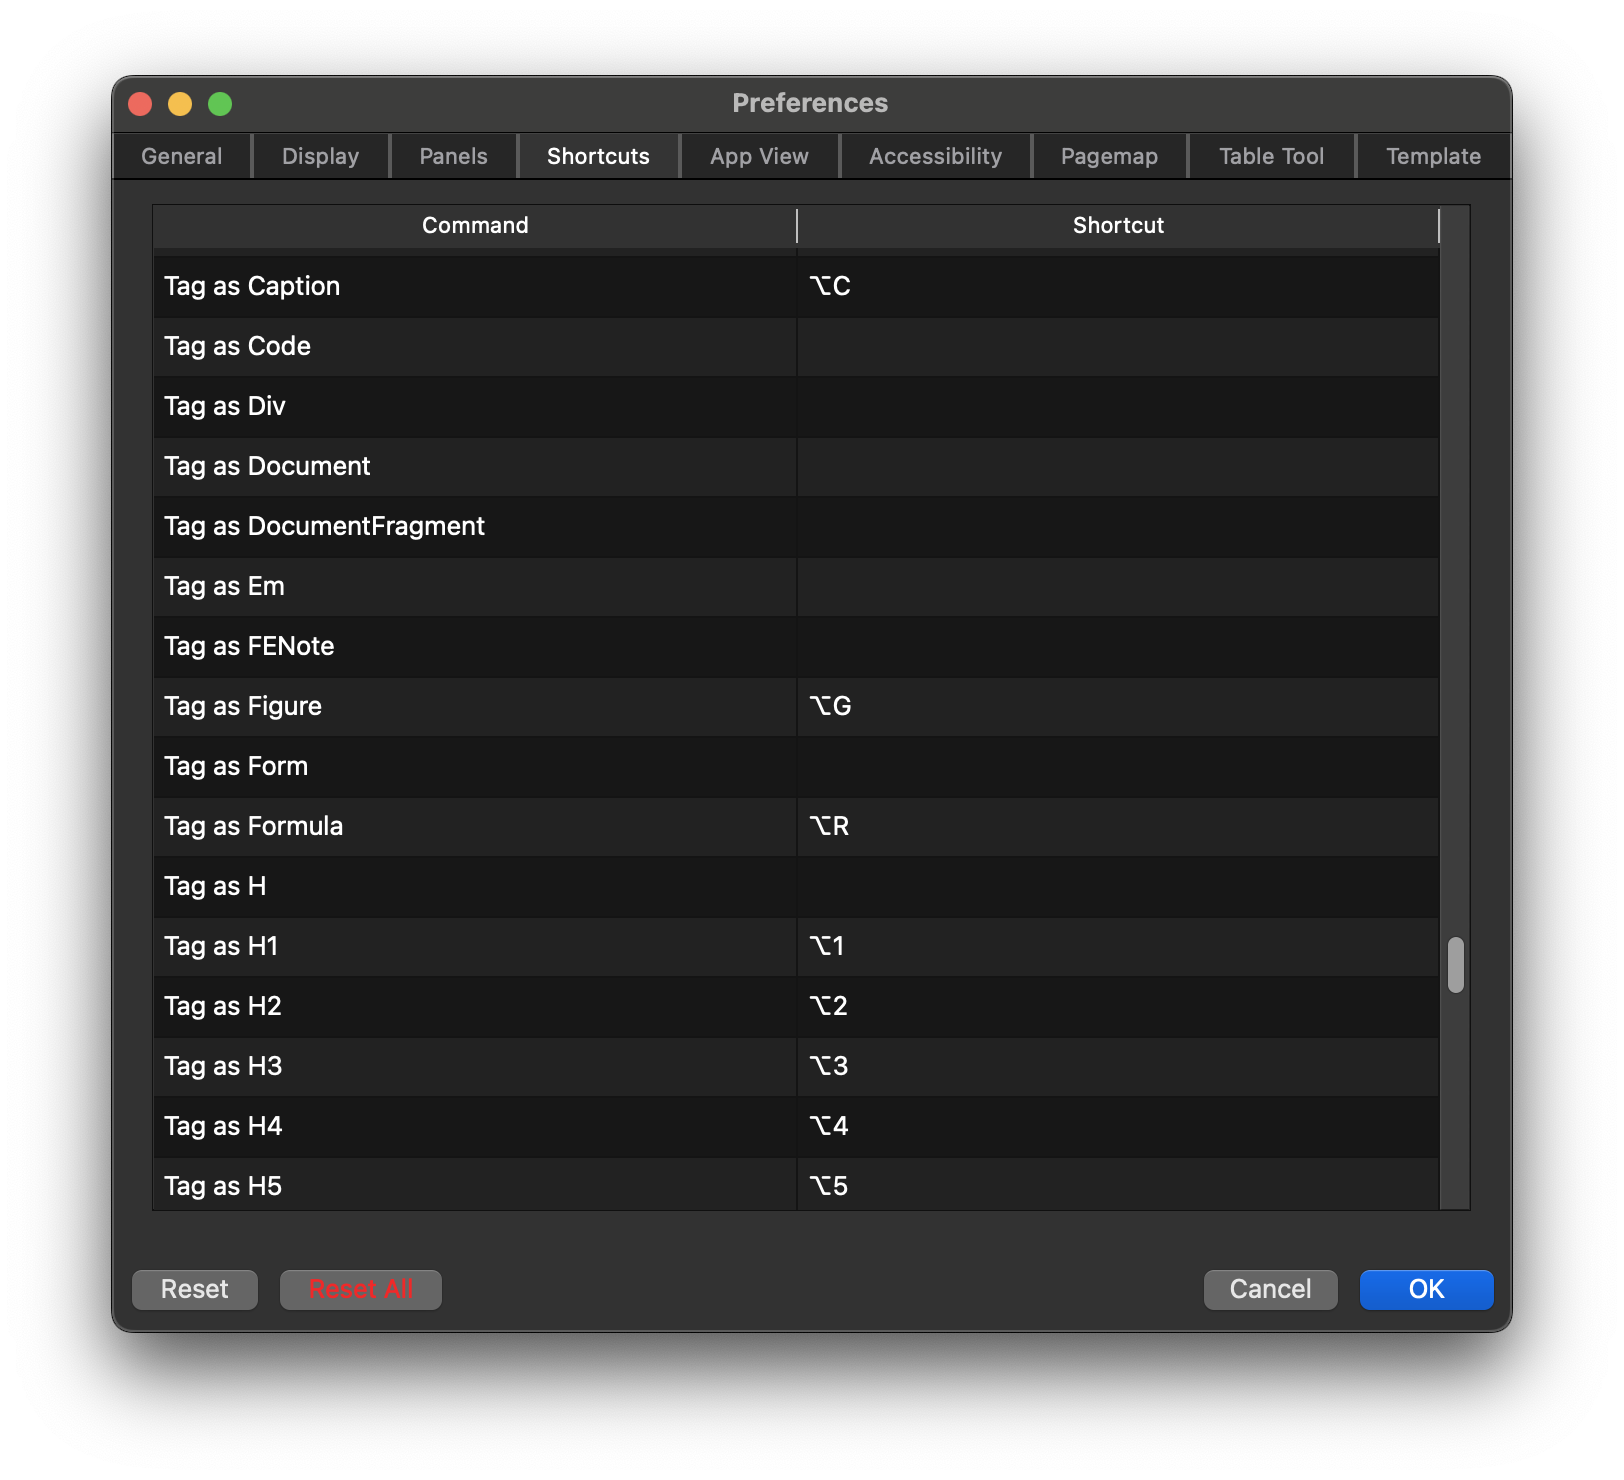 Preferences
General Display Panels Shortcuts App View Accessibility Pagemap Table Tool Template
Command Shortcut
Tag as Caption ⌥C
Tag as Code
Tag as Div
Tag as Document
Tag as DocumentFragment
Tag as Em
Tag as FENote
Tag as Figure ⌥G
Tag as Form
Tag as Formula ⌥R
Tag as H
Tag as H1 ⌥1
Tag as H2 ⌥2
Tag as H3 ⌥3
Tag as H4 ⌥4
Tag as H5 ⌥5
Reset Reset All Cancel OK